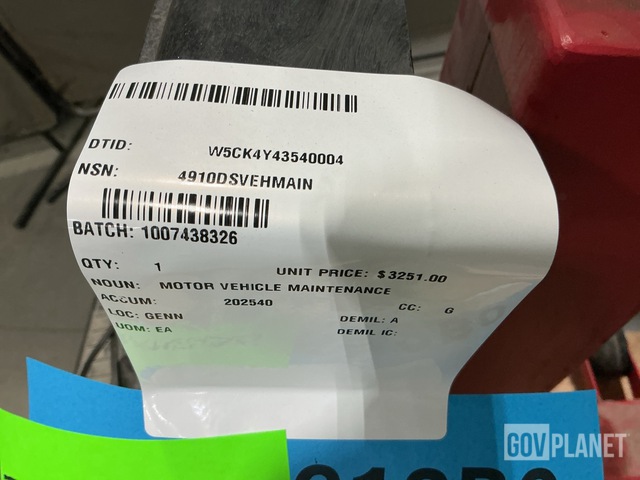 DTID: W5CK4Y43540004
NSN: 4910DSVEHMAIN
BATCH: 1007438326
QTY: 1 UNIT PRICE: $3251.00
NOUN: MOTOR VEHICLE MAINTENANCE
ACCUM: 202540 CC: G
LOC: GENN DEMIL: A
UOM: EA DEMIL IC:
GOVPLANET